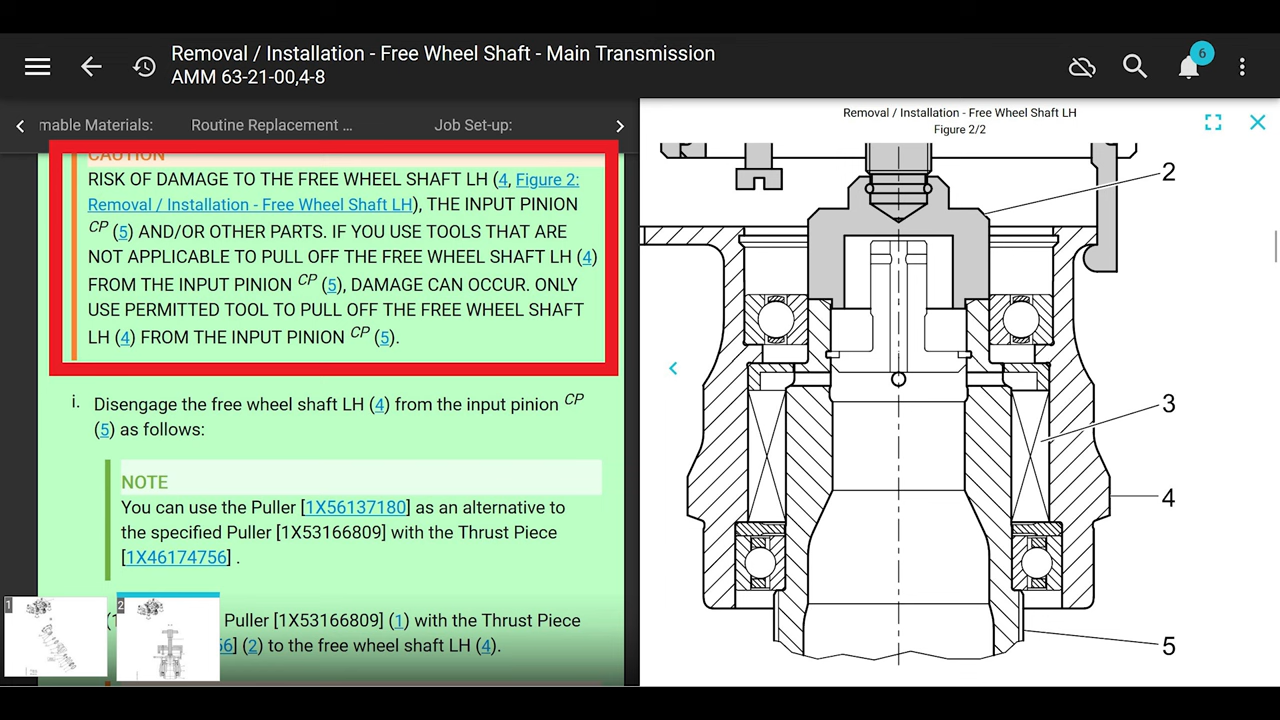 Removal / Installation - Free Wheel Shaft - Main Transmission
AMM 63-21-00,4-8
6
mable Materials:
Routine Replacement ...
Job Set-up:
CAUTION
RISK OF DAMAGE TO THE FREE WHEEL SHAFT LH (4, Figure 2:
Removal / Installation - Free Wheel Shaft LH), THE INPUT PINION
CP (5) AND/OR OTHER PARTS. IF YOU USE TOOLS THAT ARE
NOT APPLICABLE TO PULL OFF THE FREE WHEEL SHAFT LH (4)
FROM THE INPUT PINION CP (5), DAMAGE CAN OCCUR. ONLY
USE PERMITTED TOOL TO PULL OFF THE FREE WHEEL SHAFT
LH (4) FROM THE INPUT PINION CP (5).
i. Disengage the free wheel shaft LH (4) from the input pinion CP
(5) as follows:
NOTE
You can use the Puller [1X56137180] as an alternative to
the specified Puller [1X53166809] with the Thrust Piece
[1X46174756] .
(1 Puller [1X53166809] (1) with the Thrust Piece
56] (2) to the free wheel shaft LH (4).
1
2
Removal / Installation - Free Wheel Shaft LH
Figure 2/2
2
3
4
5